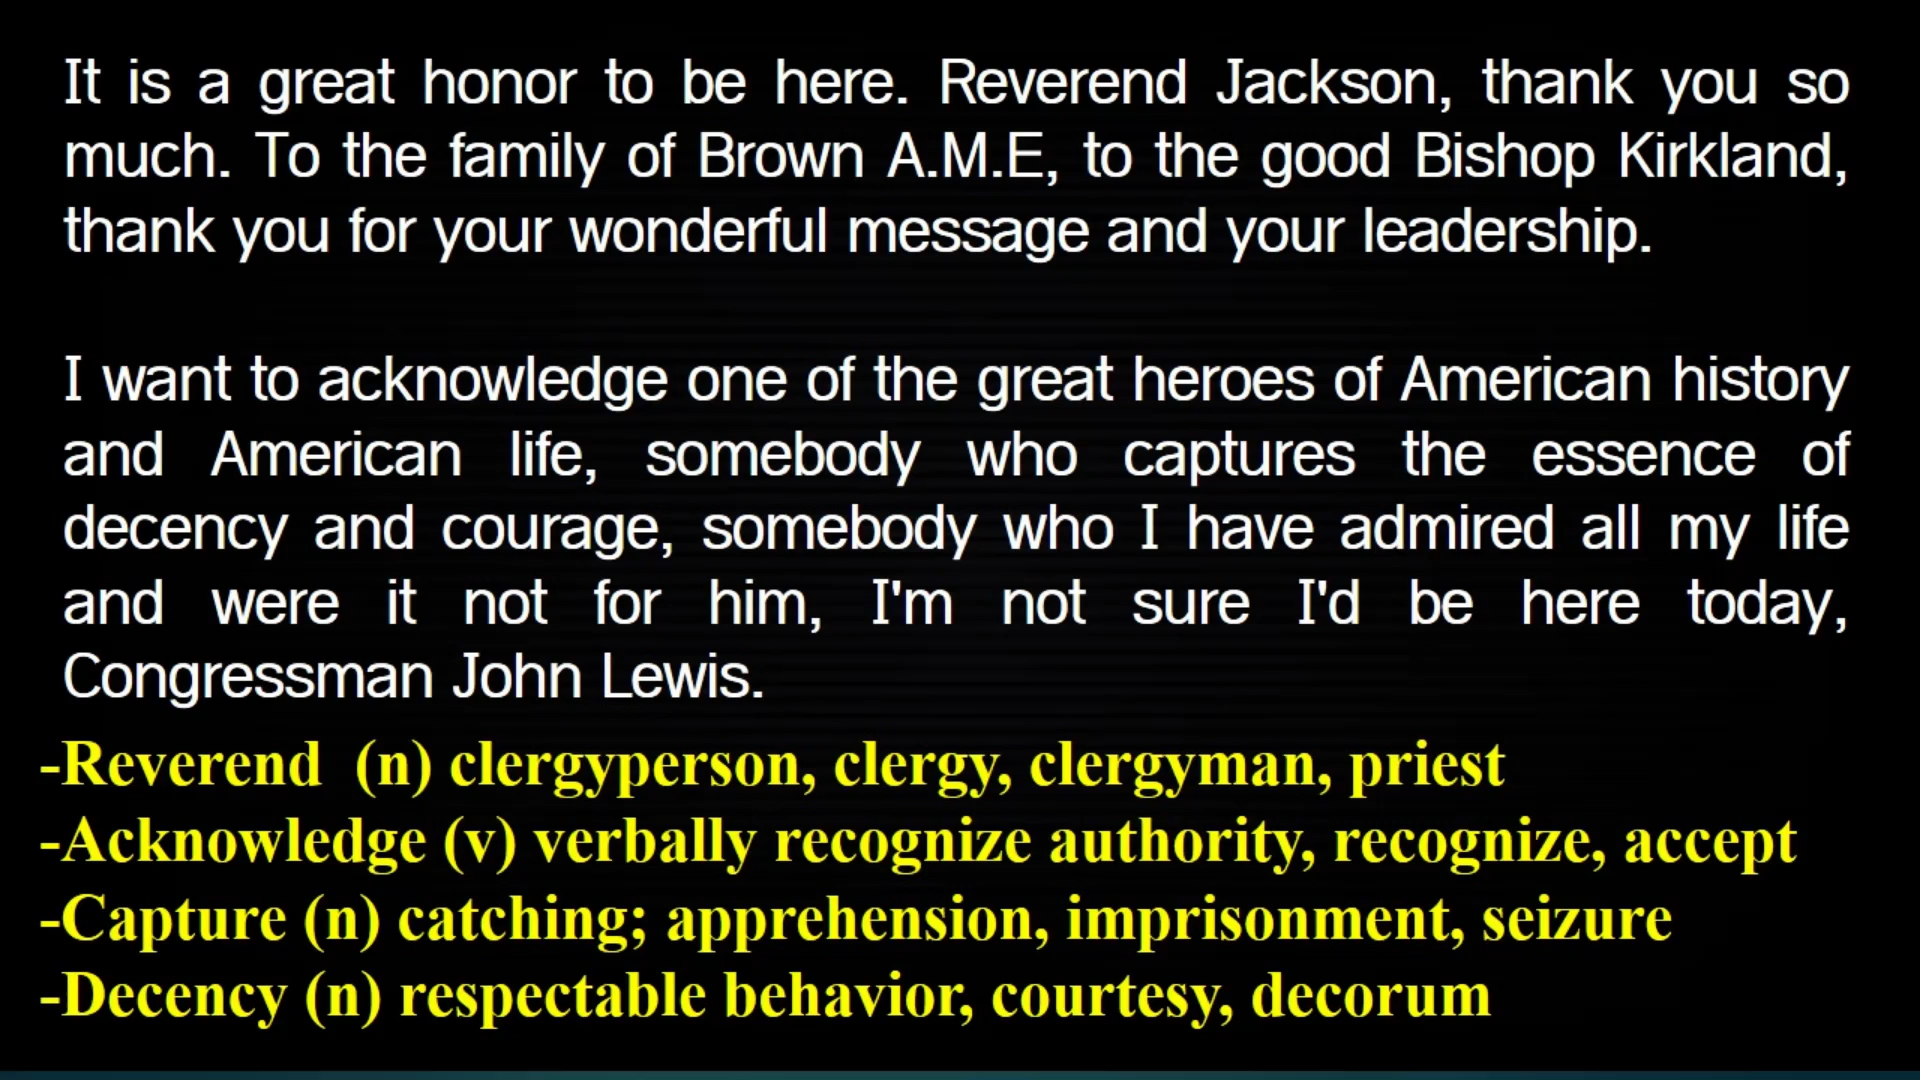 It is a great honor to be here. Reverend Jackson, thank you so
much. To the family of Brown A.M.E, to the good Bishop Kirkland,
thank you for your wonderful message and your leadership.
I want to acknowledge one of the great heroes of American history
and American life, somebody who captures the essence of
decency and courage, somebody who I have admired all my life
and were it not for him, I'm not sure I'd be here today,
Congressman John Lewis.
-Reverend (n) clergyperson, clergy, clergyman, priest
-Acknowledge (v) verbally recognize authority, recognize, accept
-Capture (n) catching; apprehension, imprisonment, seizure
-Decency (n) respectable behavior, courtesy, decorum